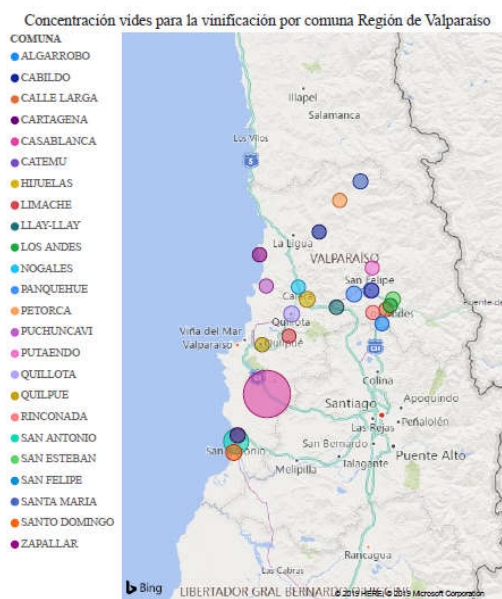 Concentración vides para la vinificación por comuna Región de Valparaíso
COMUNA
ALGARROBO
CABILDO
CALLE LARGA
CARTAGENA
CASABLANCA
CATEMU
HIJUELAS
LIMACHE
LLAY-LLAY
LOS ANDES
NOGALES
PANQUEHUE
PETORCA
PUCHUNCAVI
PUTAENDO
QUILLOTA
QUILPUE
RINCONADA
SAN ANTONIO
SAN ESTEBAN
SAN FELIPE
SANTA MARIA
SANTO DOMINGO
ZAPALLAR
Illapel
Salamanca
Los Vilos
5
La Ligua
VALPARAÍSO
San Felipe
Calera
Andes
Puente de
Quillota
Viña del Mar
Valparaíso
Quilpué
Colina
Santiago
Apoquindo
Las Rejas
Peñalolén
San Antonio
San Bernardo
Puente Alto
Melipilla
Talagante
Rancagua
Las Cabras
LIBERTADOR GRAL BERNARDO
Bing
© 2019 HERE, © 2019 Microsoft Corporation